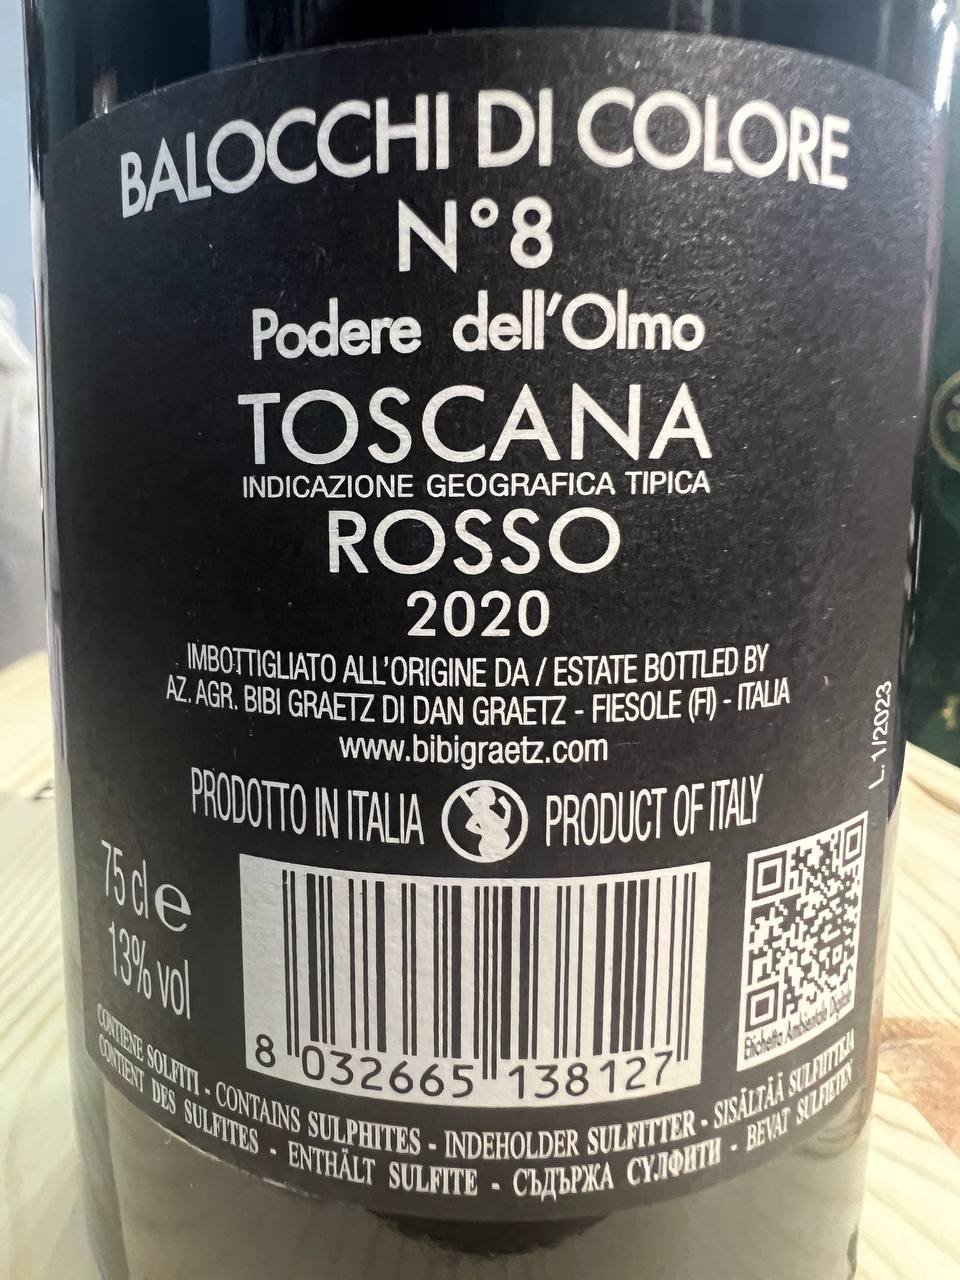 BALOCCHI DI COLORE
N°8
Podere dell'Olmo
TOSCANA
INDICAZIONE GEOGRAFICA TIPICA
ROSSO
2020
IMBOTTIGLIATO ALL'ORIGINE DA / ESTATE BOTTLED BY
AZ. AGR. BIBI GRAETZ DI DAN GRAETZ - FIESOLE (FI) - ITALIA
www.bibigraetz.com
L. 1/2023
PRODOTTO IN ITALIA PRODUCT OF ITALY
75 cl e
13% vol
8 032665 138127
Etichetta Ambientale Digitale
CONTIENE SOLFITI - CONTAINS SULPHITES - INDEHOLDER SULFITTER - SISÄLTÄÄ SULFIITTEJA
CONTIENT DES SULFITES - ENTHÄLT SULFITE - СЪДЪРЖА СУЛФИТИ - BEVAT SULFIETEN